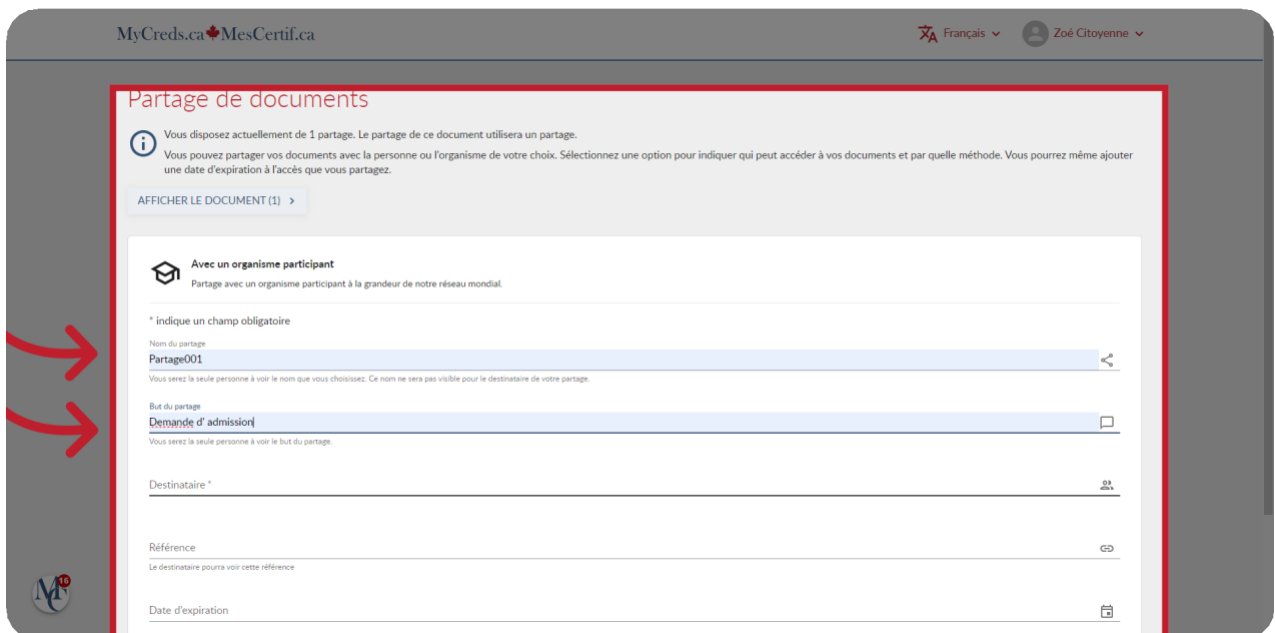 MyCreds.ca MesCertif.ca
Français
Zoé Citoyenne
Partage de documents
Vous disposez actuellement de 1 partage. Le partage de ce document utilisera un partage.
Vous pouvez partager vos documents avec la personne ou l'organisme de votre choix. Sélectionnez une option pour indiquer qui peut accéder à vos documents et par quelle méthode. Vous pourrez même ajouter
une date d'expiration à l'accès que vous partagez.
AFFICHER LE DOCUMENT (1)
Avec un organisme participant
Partage avec un organisme participant à la grandeur de notre réseau mondial.
* indique un champ obligatoire
Nom du partage
Partage001
Vous serez la seule personne à voir le nom que vous choisissez. Ce nom ne sera pas visible pour le destinataire de votre partage.
But du partage
Demande d' admission
Vous serez la seule personne à voir le but du partage.
Destinataire *
Référence
Le destinataire pourra voir cette référence
MC
16
Date d'expiration